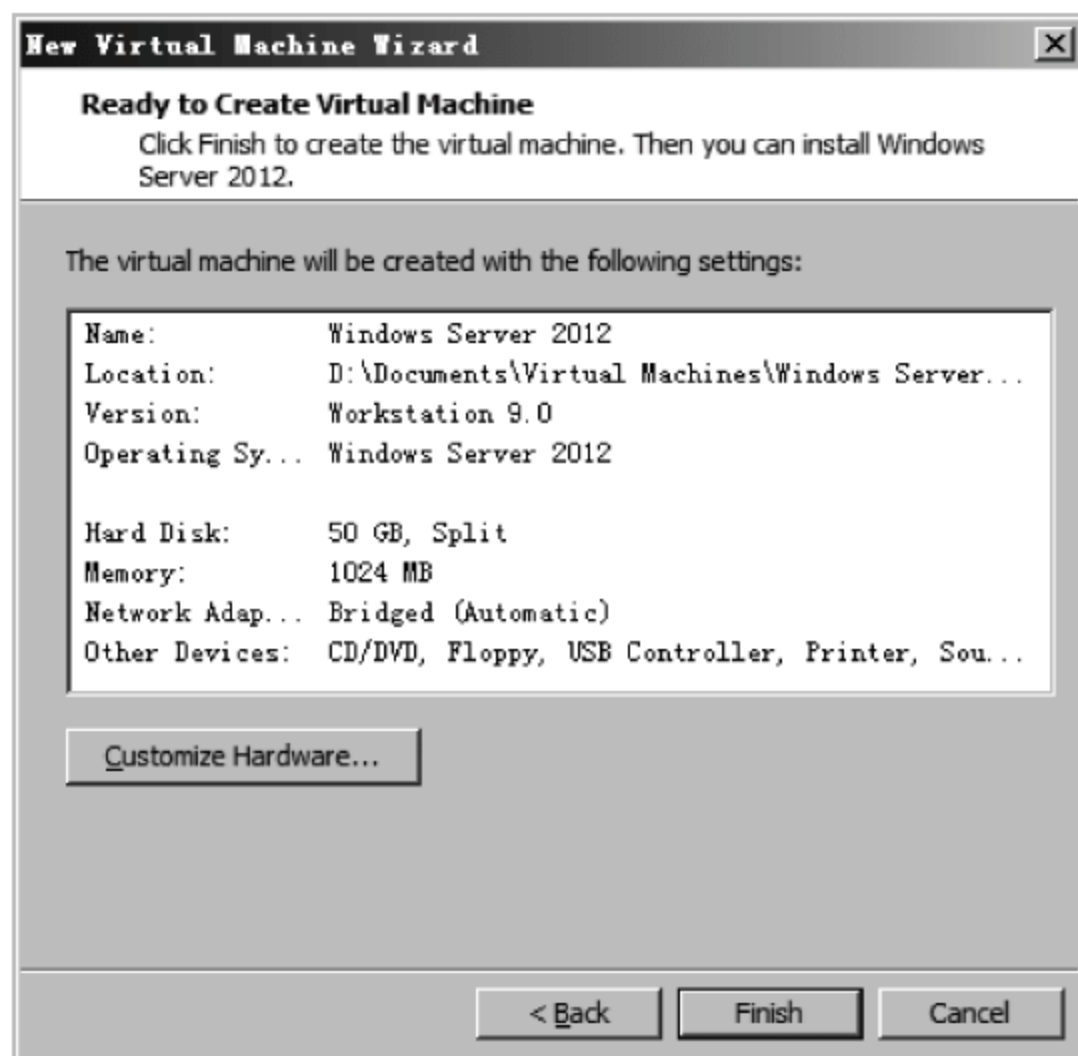 New Virtual Machine Wizard
Ready to Create Virtual Machine
Click Finish to create the virtual machine. Then you can install Windows
Server 2012.
The virtual machine will be created with the following settings:
Name: Windows Server 2012
Location: D:\Documents\Virtual Machines\Windows Server...
Version: Workstation 9.0
Operating Sy... Windows Server 2012
Hard Disk: 50 GB, Split
Memory: 1024 MB
Network Adap... Bridged (Automatic)
Other Devices: CD/DVD, Floppy, USB Controller, Printer, Sou...
Customize Hardware...
< Back Finish Cancel